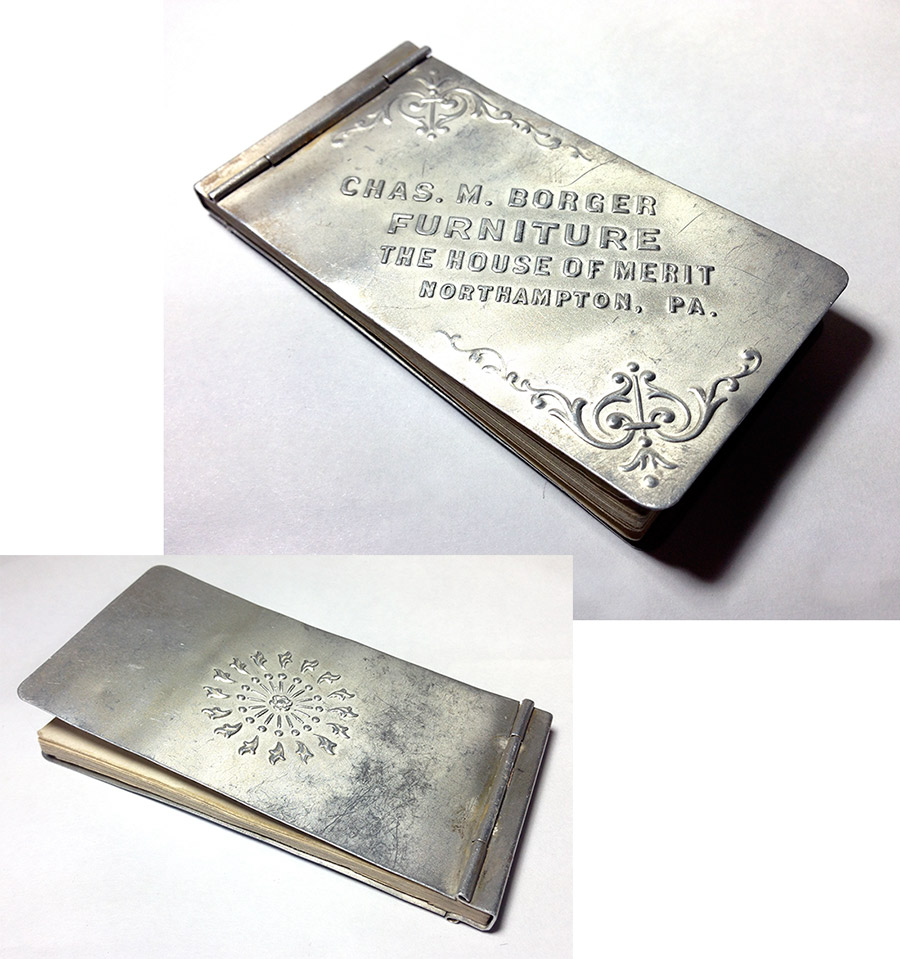 CHAS. M. BORGER
FURNITURE
THE HOUSE OF MERIT
NORTHAMPTON, PA.